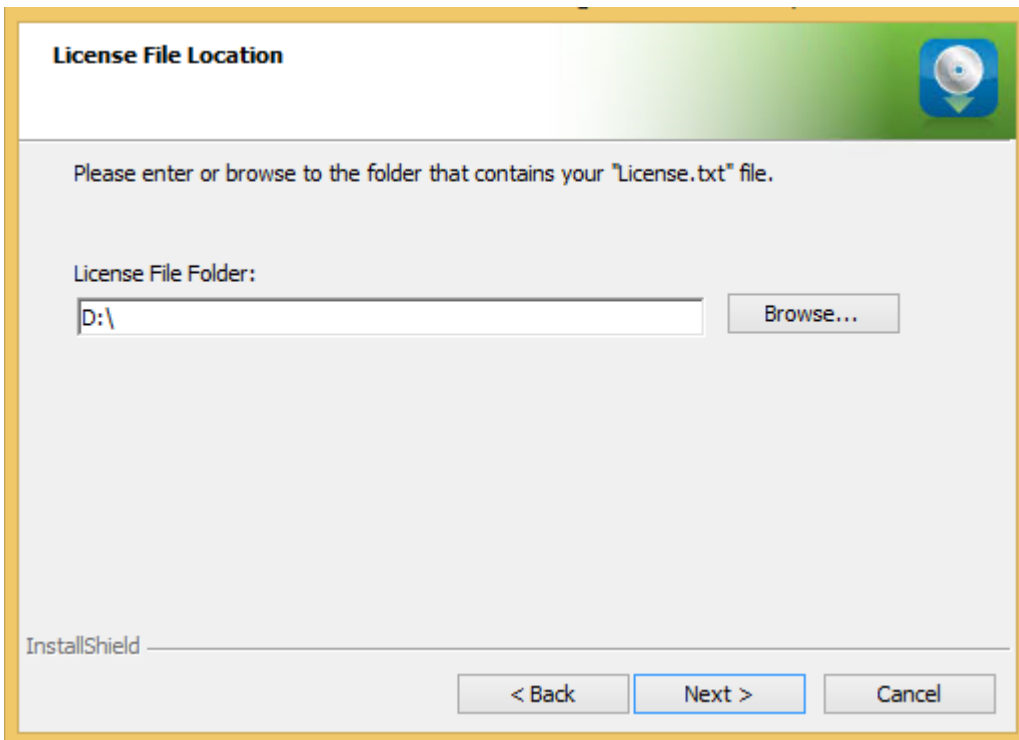 License File Location
Please enter or browse to the folder that contains your "License.txt" file.
License File Folder:
D:\
Browse...
InstallShield
< Back
Next >
Cancel